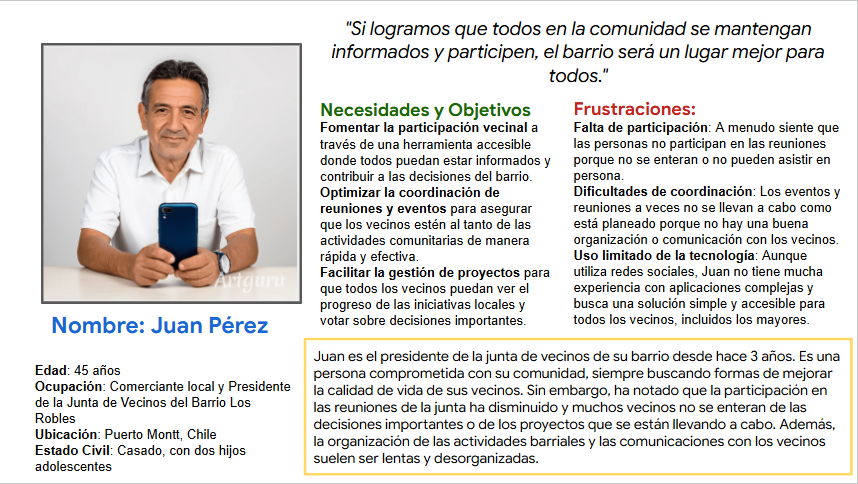 "Si logramos que todos en la comunidad se mantengan
informados y participen, el barrio será un lugar mejor para
todos."
Artguru
Nombre: Juan Pérez
Edad: 45 años
Ocupación: Comerciante local y Presidente
de la Junta de Vecinos del Barrio Los
Robles
Ubicación: Puerto Montt, Chile
Estado Civil: Casado, con dos hijos
adolescentes
Necesidades y Objetivos
Fomentar la participación vecinal a
través de una herramienta accesible
donde todos puedan estar informados y
contribuir a las decisiones del barrio.
Optimizar la coordinación de
reuniones y eventos para asegurar
que los vecinos estén al tanto de las
actividades comunitarias de manera
rápida y efectiva.
Facilitar la gestión de proyectos para
que todos los vecinos puedan ver el
progreso de las iniciativas locales y
votar sobre decisiones importantes.
Frustraciones:
Falta de participación: A menudo siente que
las personas no participan en las reuniones
porque no se enteran o no pueden asistir en
persona.
Dificultades de coordinación: Los eventos y
reuniones a veces no se llevan a cabo como
está planeado porque no hay una buena
organización o comunicación con los vecinos.
Uso limitado de la tecnología: Aunque
utiliza redes sociales, Juan no tiene mucha
experiencia con aplicaciones complejas y
busca una solución simple y accesible para
todos los vecinos, incluidos los mayores.
Juan es el presidente de la junta de vecinos de su barrio desde hace 3 años. Es una
persona comprometida con su comunidad, siempre buscando formas de mejorar
la calidad de vida de sus vecinos. Sin embargo, ha notado que la participación en
las reuniones de la junta ha disminuido y muchos vecinos no se enteran de las
decisiones importantes o de los proyectos que se están llevando a cabo. Además,
la organización de las actividades barriales y las comunicaciones con los vecinos
suelen ser lentas y desorganizadas.